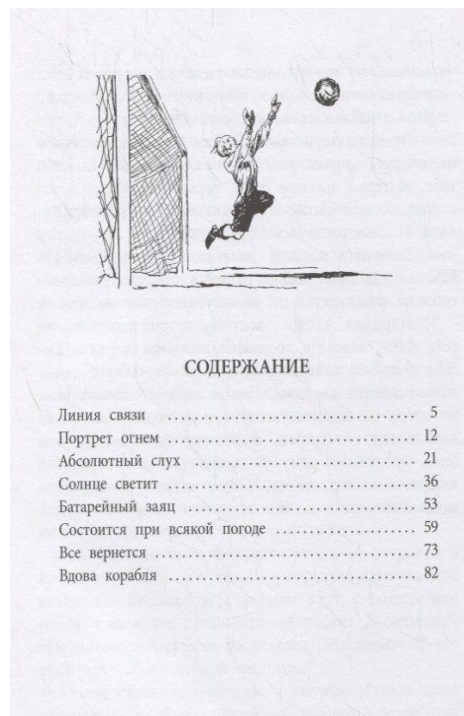 СОДЕРЖАНИЕ
Линия связи ........................................ 5
Портрет огнем ........................................ 12
Абсолютный слух ........................................ 21
Солнце светит ........................................ 36
Батарейный заяц ........................................ 53
Состоится при всякой погоде ........................ 59
Все вернется ........................................ 73
Вдова корабля ........................................ 82